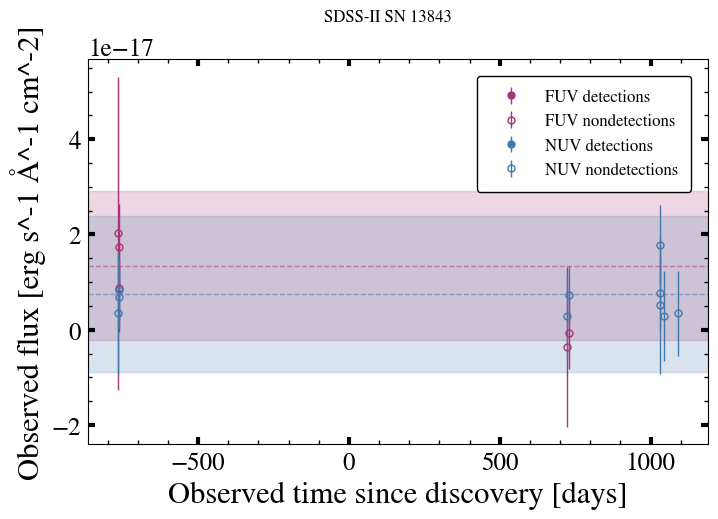 SDSS-II SN 13843
1e−17
Observed flux [erg s^-1 Å^-1 cm^-2]
4
2
0
−2
FUV detections
FUV nondetections
NUV detections
NUV nondetections
−500 0 500 1000
Observed time since discovery [days]